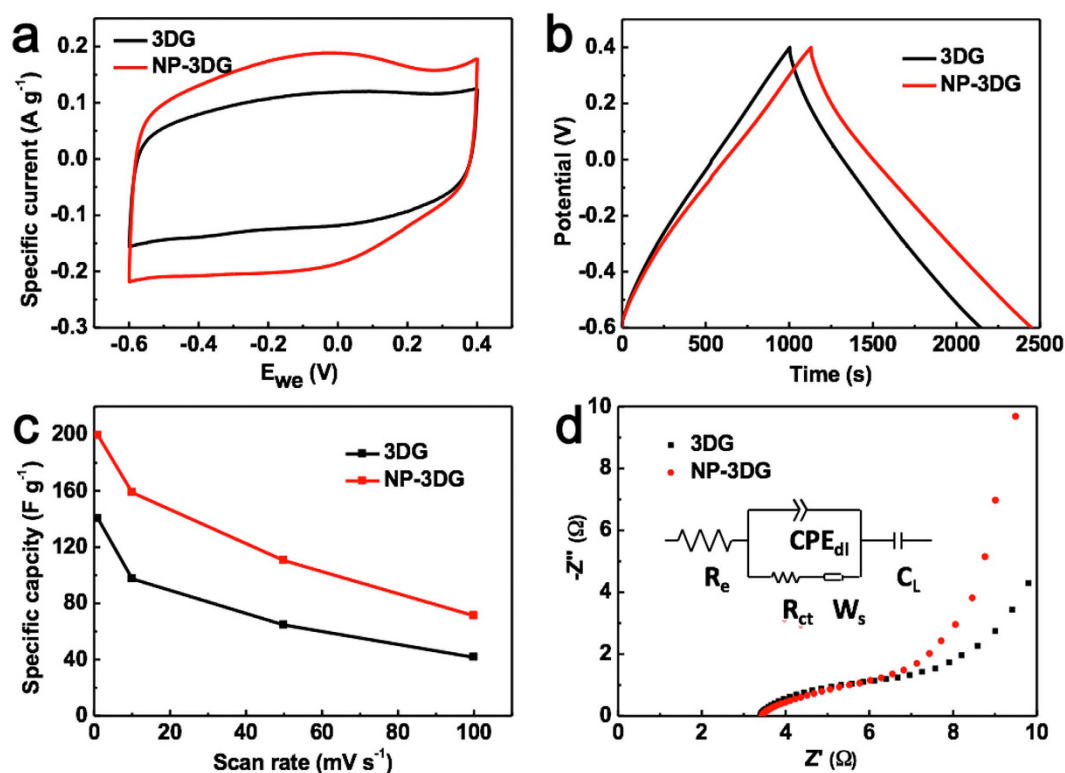 a
3DG
NP-3DG
Specific current (A g⁻¹)
0.2
0.1
0.0
-0.1
-0.2
-0.3
-0.6
-0.4
-0.2
0.0
0.2
0.4
Ewe (V)
b
3DG
NP-3DG
Potential (V)
0.4
0.2
0.0
-0.2
-0.4
-0.6
0
500
1000
1500
2000
2500
Time (s)
c
3DG
NP-3DG
Specific capcity (F g⁻¹)
200
160
120
80
40
0
0
20
40
60
80
100
Scan rate (mV s⁻¹)
d
3DG
NP-3DG
CPEdl
Re
CL
Rct
Ws
-Z'' (Ω)
10
8
6
4
2
0
2
4
6
8
10
Z' (Ω)